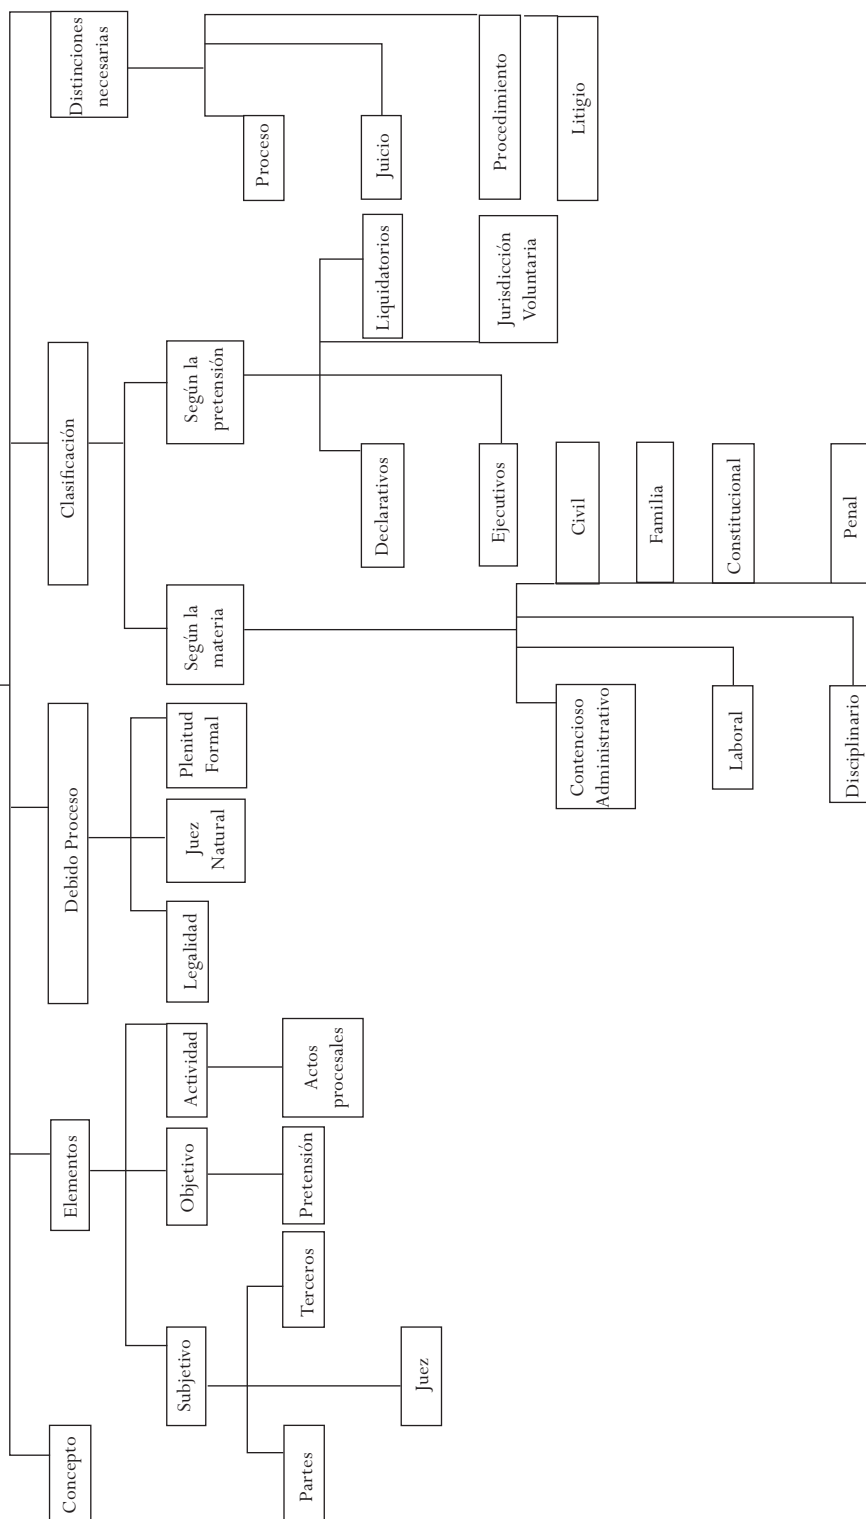 Concepto
Elementos
Subjetivo
Partes
Terceros
Juez
Objetivo
Pretensión
Actividad
Actos
procesales
Debido Proceso
Legalidad
Juez
Natural
Plenitud
Formal
Clasificación
Según la
materia
Contencioso
Administrativo
Laboral
Disciplinario
Civil
Familia
Constitucional
Penal
Según la
pretensión
Declarativos
Ejecutivos
Liquidatorios
Jurisdicción
Voluntaria
Distinciones
necesarias
Proceso
Juicio
Procedimiento
Litigio